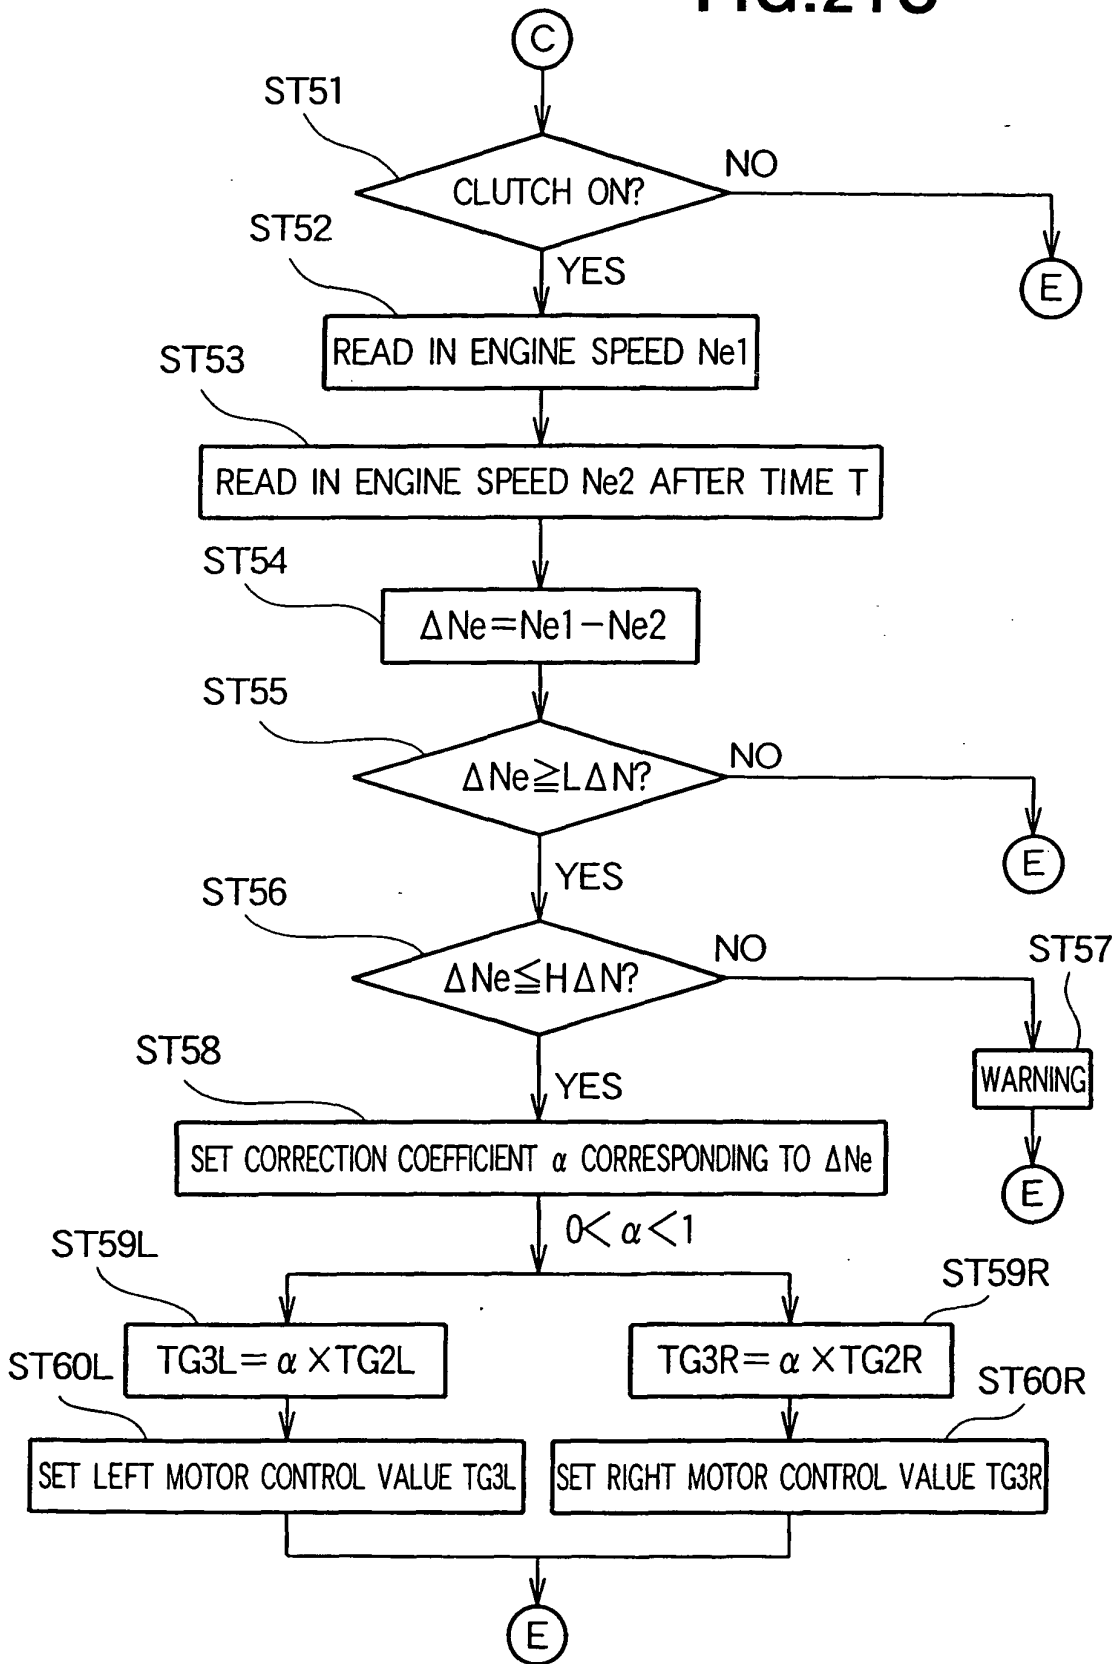 C
ST51
CLUTCH ON?
NO
E
ST52
YES
READ IN ENGINE SPEED Ne1
ST53
READ IN ENGINE SPEED Ne2 AFTER TIME T
ST54
ΔNe=Ne1−Ne2
ST55
ΔNe≧LΔN?
NO
E
YES
ST56
ΔNe≦HΔN?
NO
ST57
WARNING
E
YES
ST58
SET CORRECTION COEFFICIENT α CORRESPONDING TO ΔNe
0<α<1
ST59L
TG3L=α×TG2L
ST59R
TG3R=α×TG2R
ST60L
SET LEFT MOTOR CONTROL VALUE TG3L
ST60R
SET RIGHT MOTOR CONTROL VALUE TG3R
E